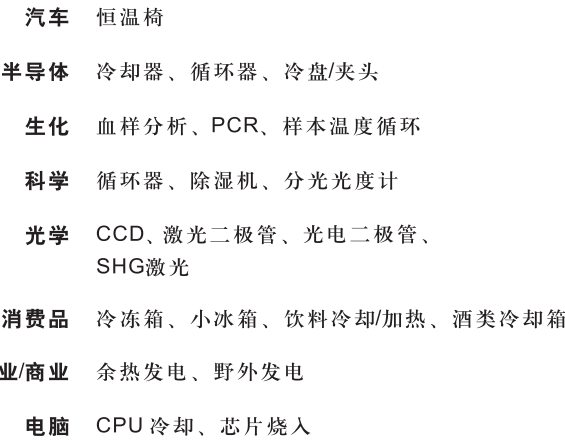 汽车 恒温椅
半导体 冷却器、循环器、冷盘/夹头
生化 血样分析、PCR、样本温度循环
科学 循环器、除湿机、分光光度计
光学 CCD、激光二极管、光电二极管、
SHG激光
消费品 冷冻箱、小冰箱、饮料冷却/加热、酒类冷却箱
业/商业 余热发电、野外发电
电脑 CPU 冷却、芯片烧入